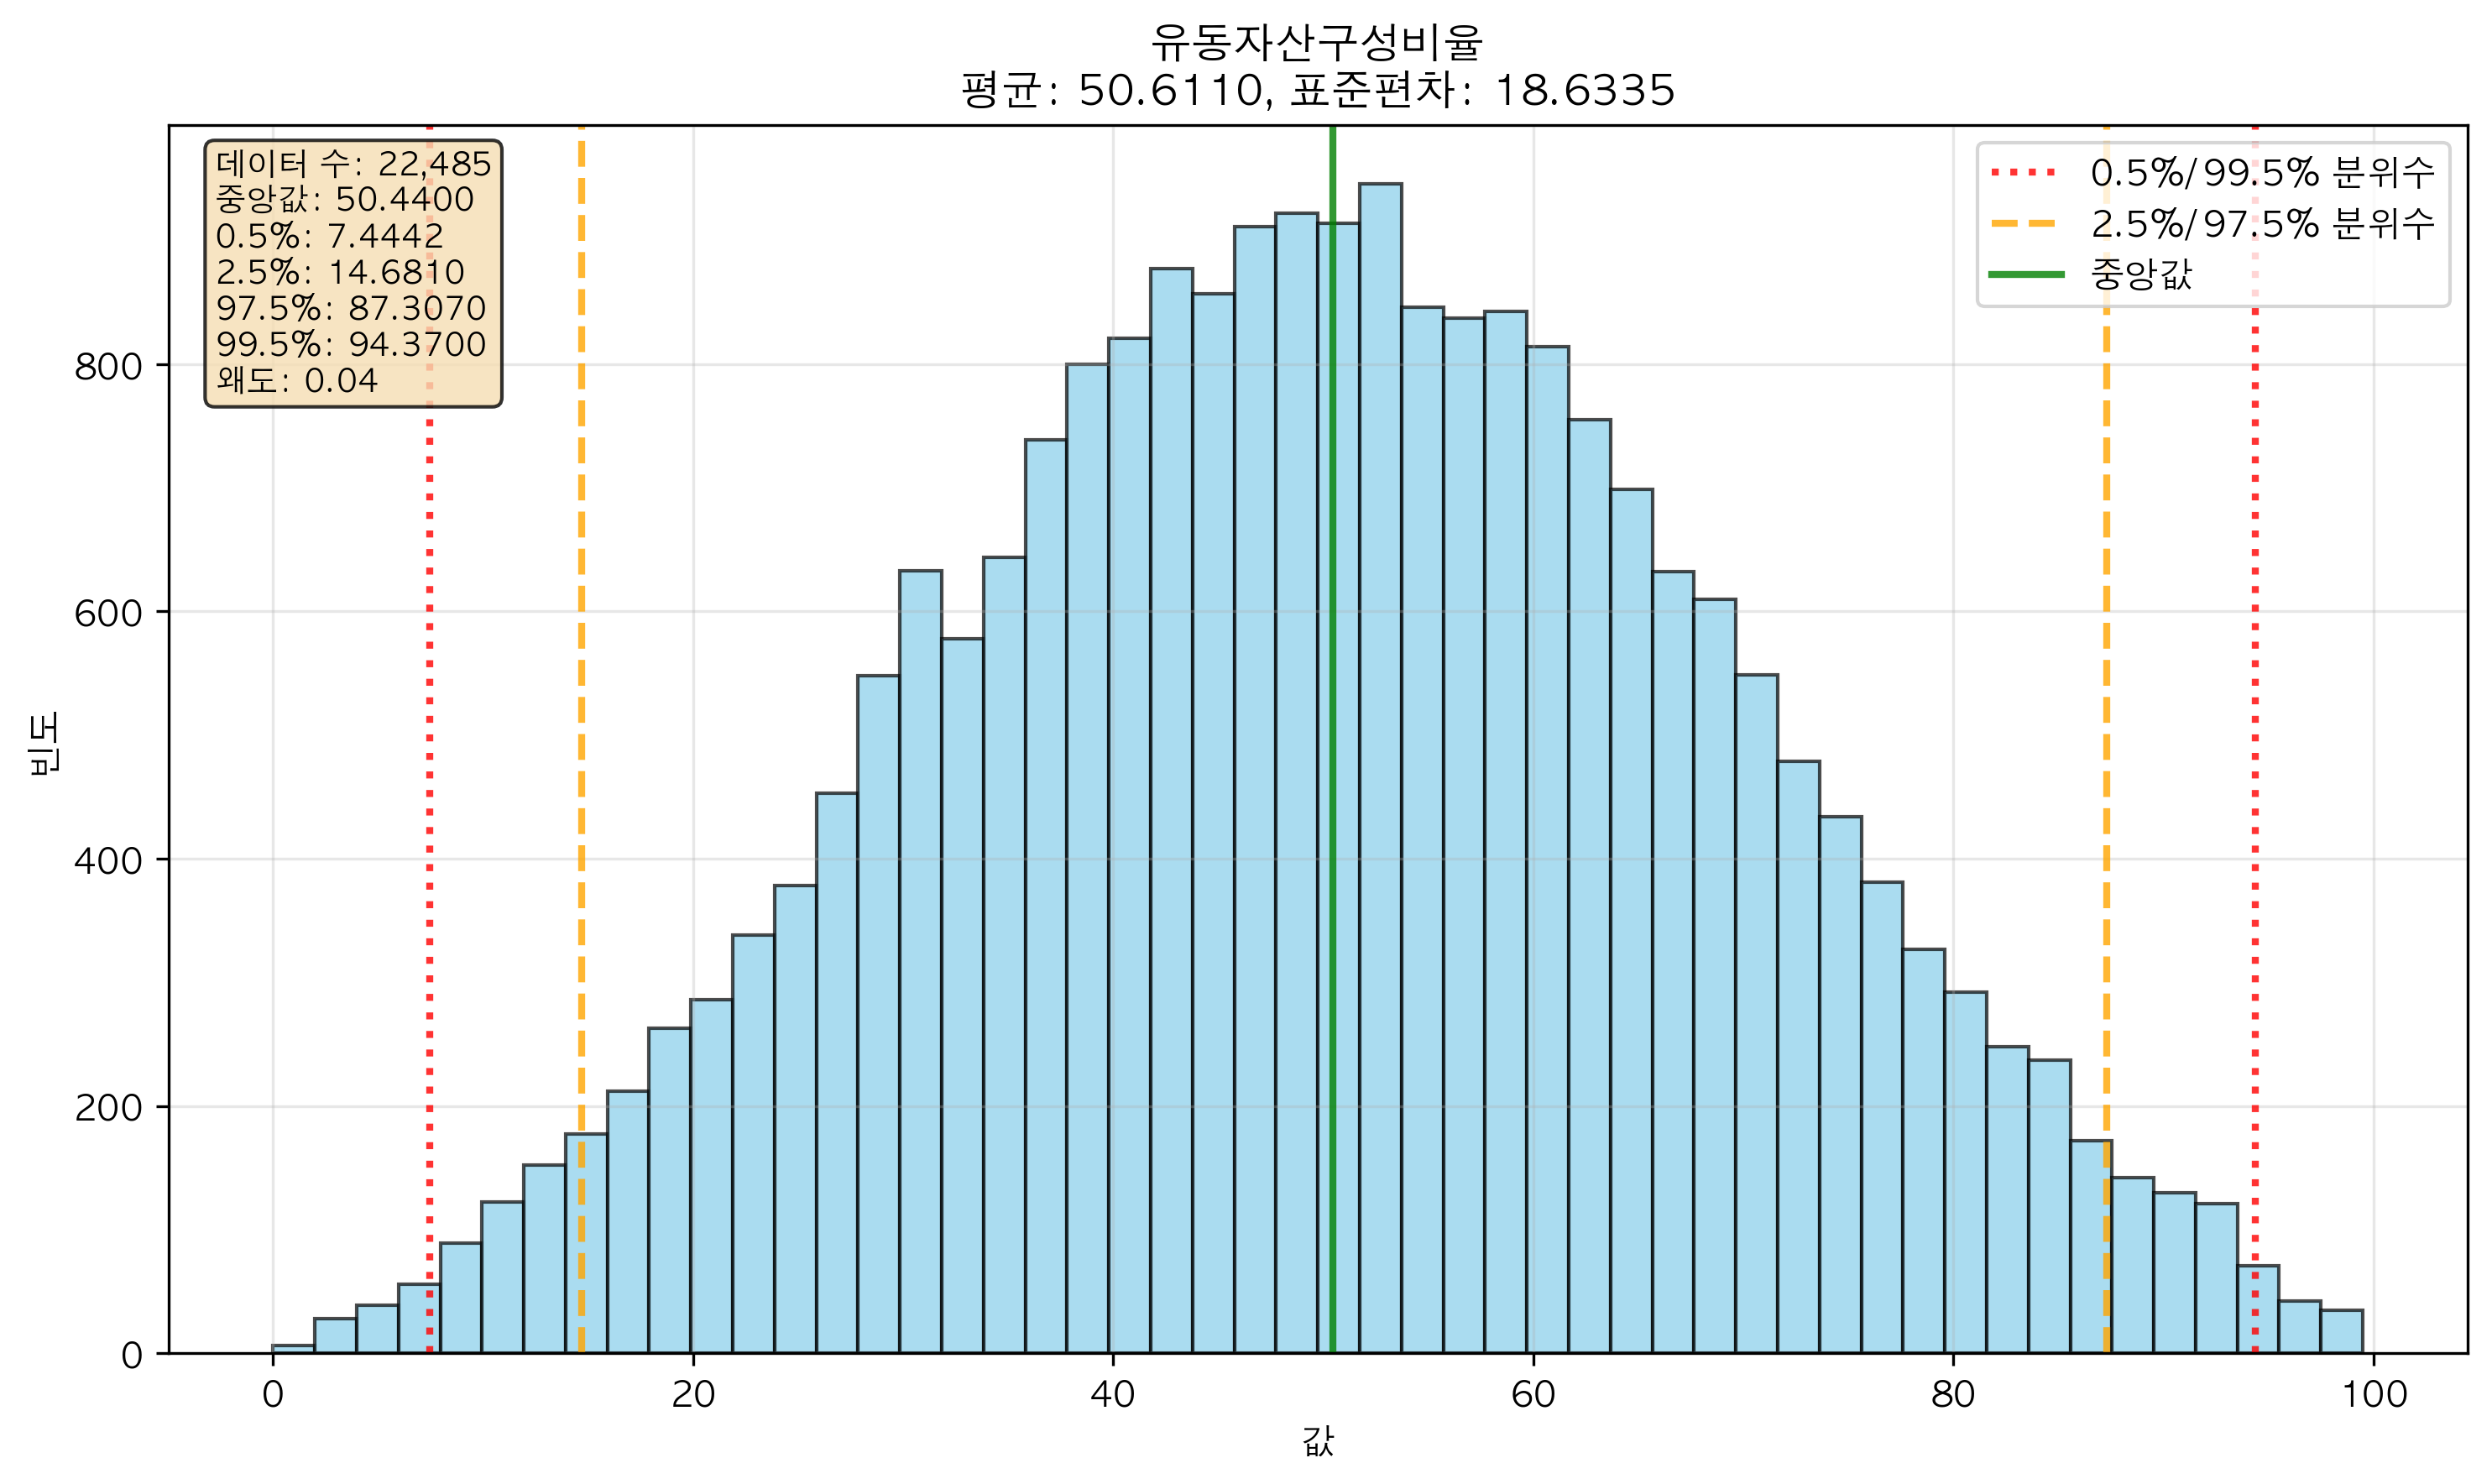 유동자산구성비율
평균: 50.6110, 표준편차: 18.6335
데이터 수: 22,485
중앙값: 50.4400
0.5%: 7.4442
2.5%: 14.6810
97.5%: 87.3070
99.5%: 94.3700
왜도: 0.04
0.5%/99.5% 분위수
2.5%/97.5% 분위수
중앙값
빈도
800
600
400
200
0
0 20 40 60 80 100
값